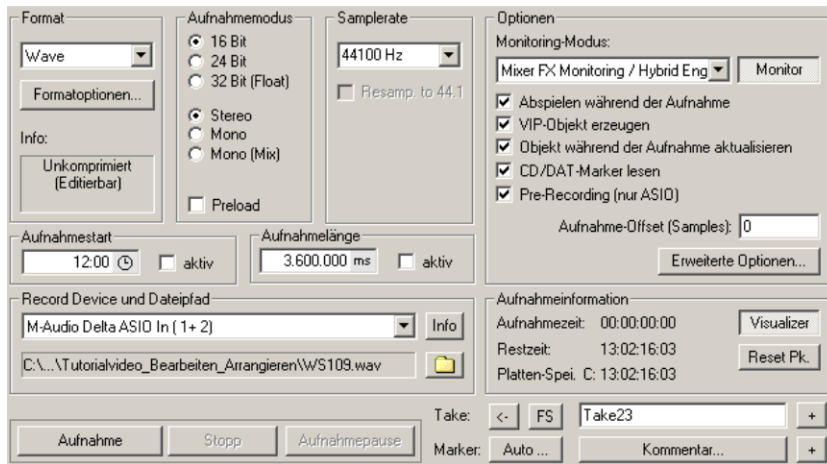 Format
Wave
Formatoptionen...
Info:
Unkomprimiert
(Editierbar)
Aufnahmemodus
16 Bit
24 Bit
32 Bit (Float)
Stereo
Mono
Mono (Mix)
Preload
Samplerate
44100 Hz
Resamp. to 44.1
Optionen
Monitoring-Modus:
Mixer FX Monitoring / Hybrid Eng
Monitor
Abspielen während der Aufnahme
VIP-Objekt erzeugen
Objekt während der Aufnahme aktualisieren
CD/DAT-Marker lesen
Pre-Recording (nur ASIO)
Aufnahme-Offset (Samples): 0
Erweiterte Optionen...
Aufnahmestart
12:00 aktiv
Aufnahmelänge
3.600.000 ms aktiv
Record Device und Dateipfad
M-Audio Delta ASIO In ( 1+ 2) Info
C:\...\Tutorialvideo_Bearbeiten_Arrangieren\WS109.wav
Aufnahmeinformation
Aufnahmezeit: 00:00:00:00 Visualizer
Restzeit: 13:02:16:03 Reset Pk.
Platten-Spei. C: 13:02:16:03
Aufnahme Stopp Aufnahmepause
Take: <- FS Take23 +
Marker: Auto ... Kommentar... +